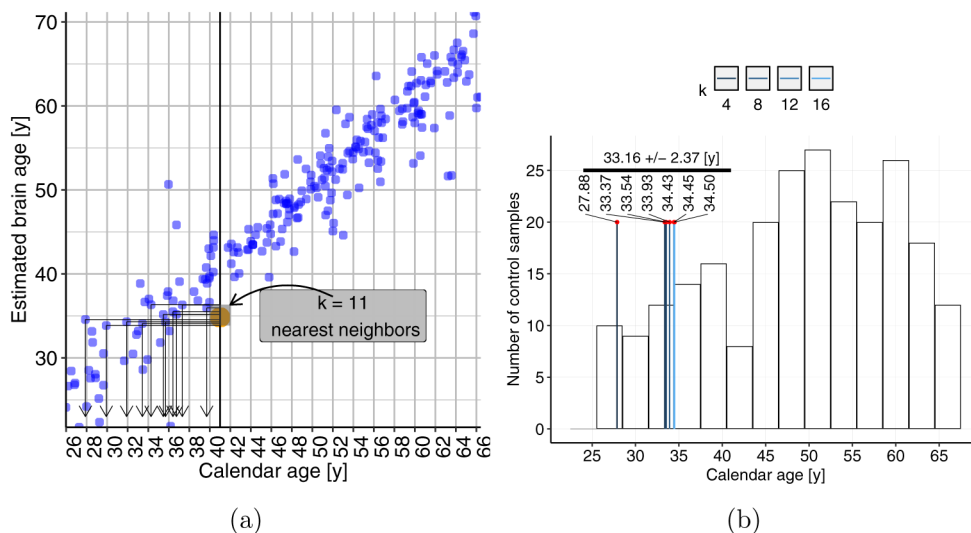 70
60
50
40
30
Estimated brain age [y]
k = 11
nearest neighbors
26 28 30 32 34 36 38 40 42 44 46 48 50 52 54 56 58 60 62 64 66
Calendar age [y]
(a)
k
4 8 12 16
33.16 +/− 2.37 [y]
27.88 33.37 33.54 33.93 34.43 34.45 34.50
25
20
15
10
5
0
Number of control samples
25 30 35 40 45 50 55 60 65
Calendar age [y]
(b)